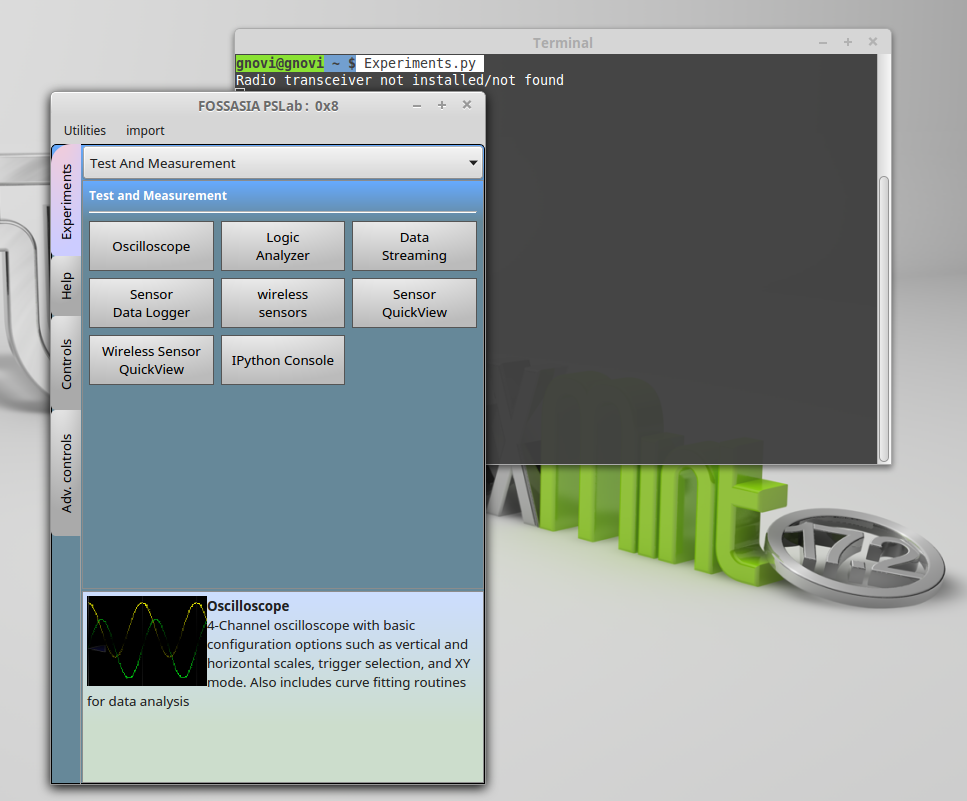 Terminal
gnovi@gnovi ~ $ Experiments.py
Radio transceiver not installed/not found
FOSSASIA PSLab : 0x8
Utilities import
Experiments
Help
Controls
Adv. controls
Test And Measurement
Test and Measurement
Oscilloscope
Logic
Analyzer
Data
Streaming
Sensor
Data Logger
wireless
sensors
Sensor
QuickView
Wireless Sensor
QuickView
IPython Console
Oscilloscope
4-Channel oscilloscope with basic
configuration options such as vertical and
horizontal scales, trigger selection, and XY
mode. Also includes curve fitting routines
for data analysis
xMint
17.2